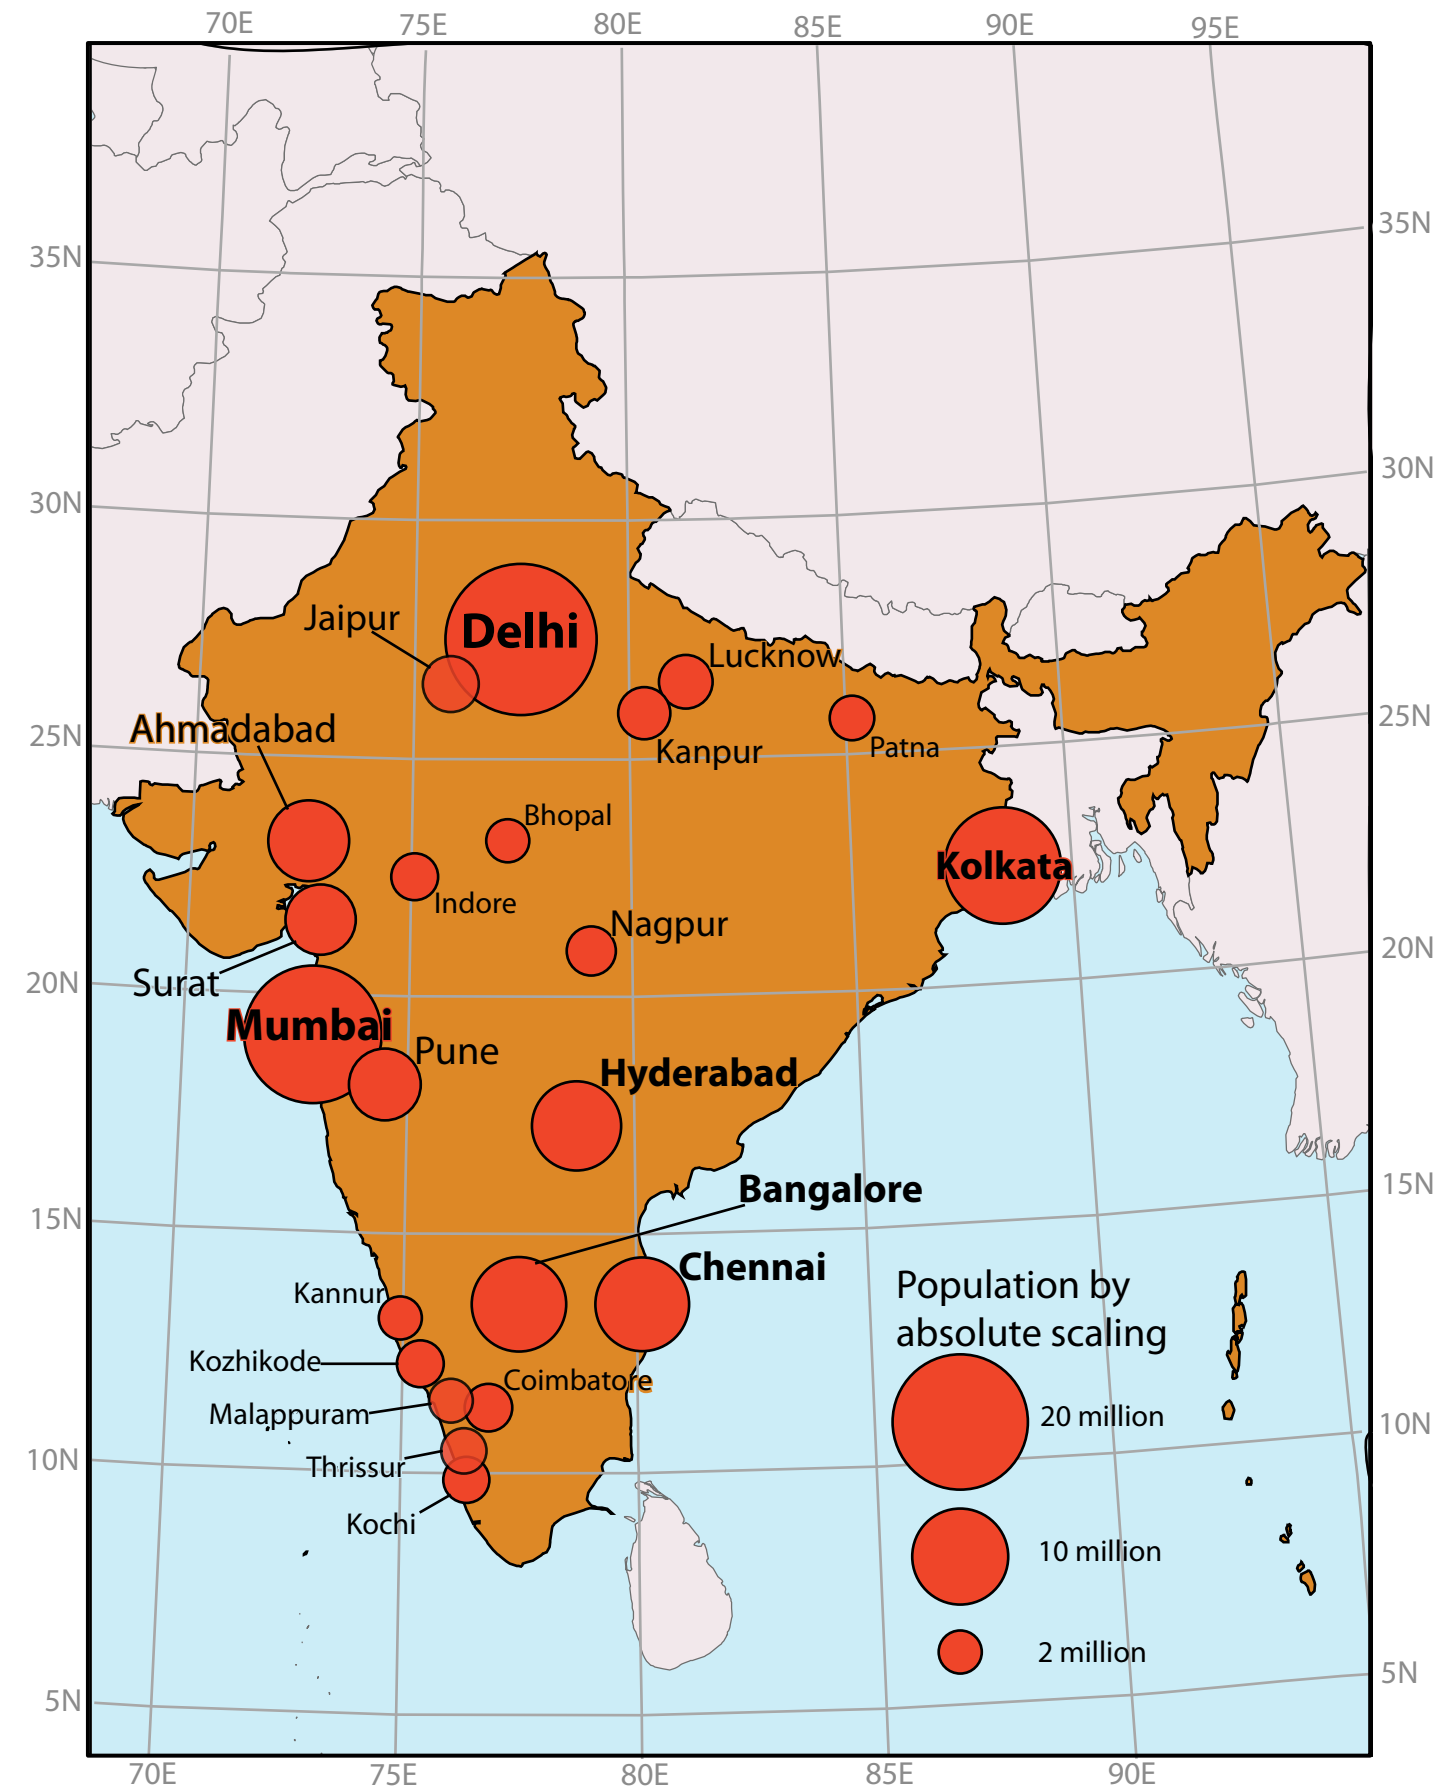 70E
75E
80E
85E
90E
95E
35N
35N
30N
30N
Jaipur
Delhi
Lucknow
Ahmadabad
25N
25N
Kanpur
Patna
Bhopal
Kolkata
Indore
Nagpur
20N
20N
Surat
Mumbai
Pune
Hyderabad
Bangalore
15N
15N
Chennai
Kannur
Population by
absolute scaling
Kozhikode
Coimbatore
Malappuram
20 million
10N
10N
Thrissur
Kochi
10 million
2 million
5N
5N
70E
75E
80E
85E
90E